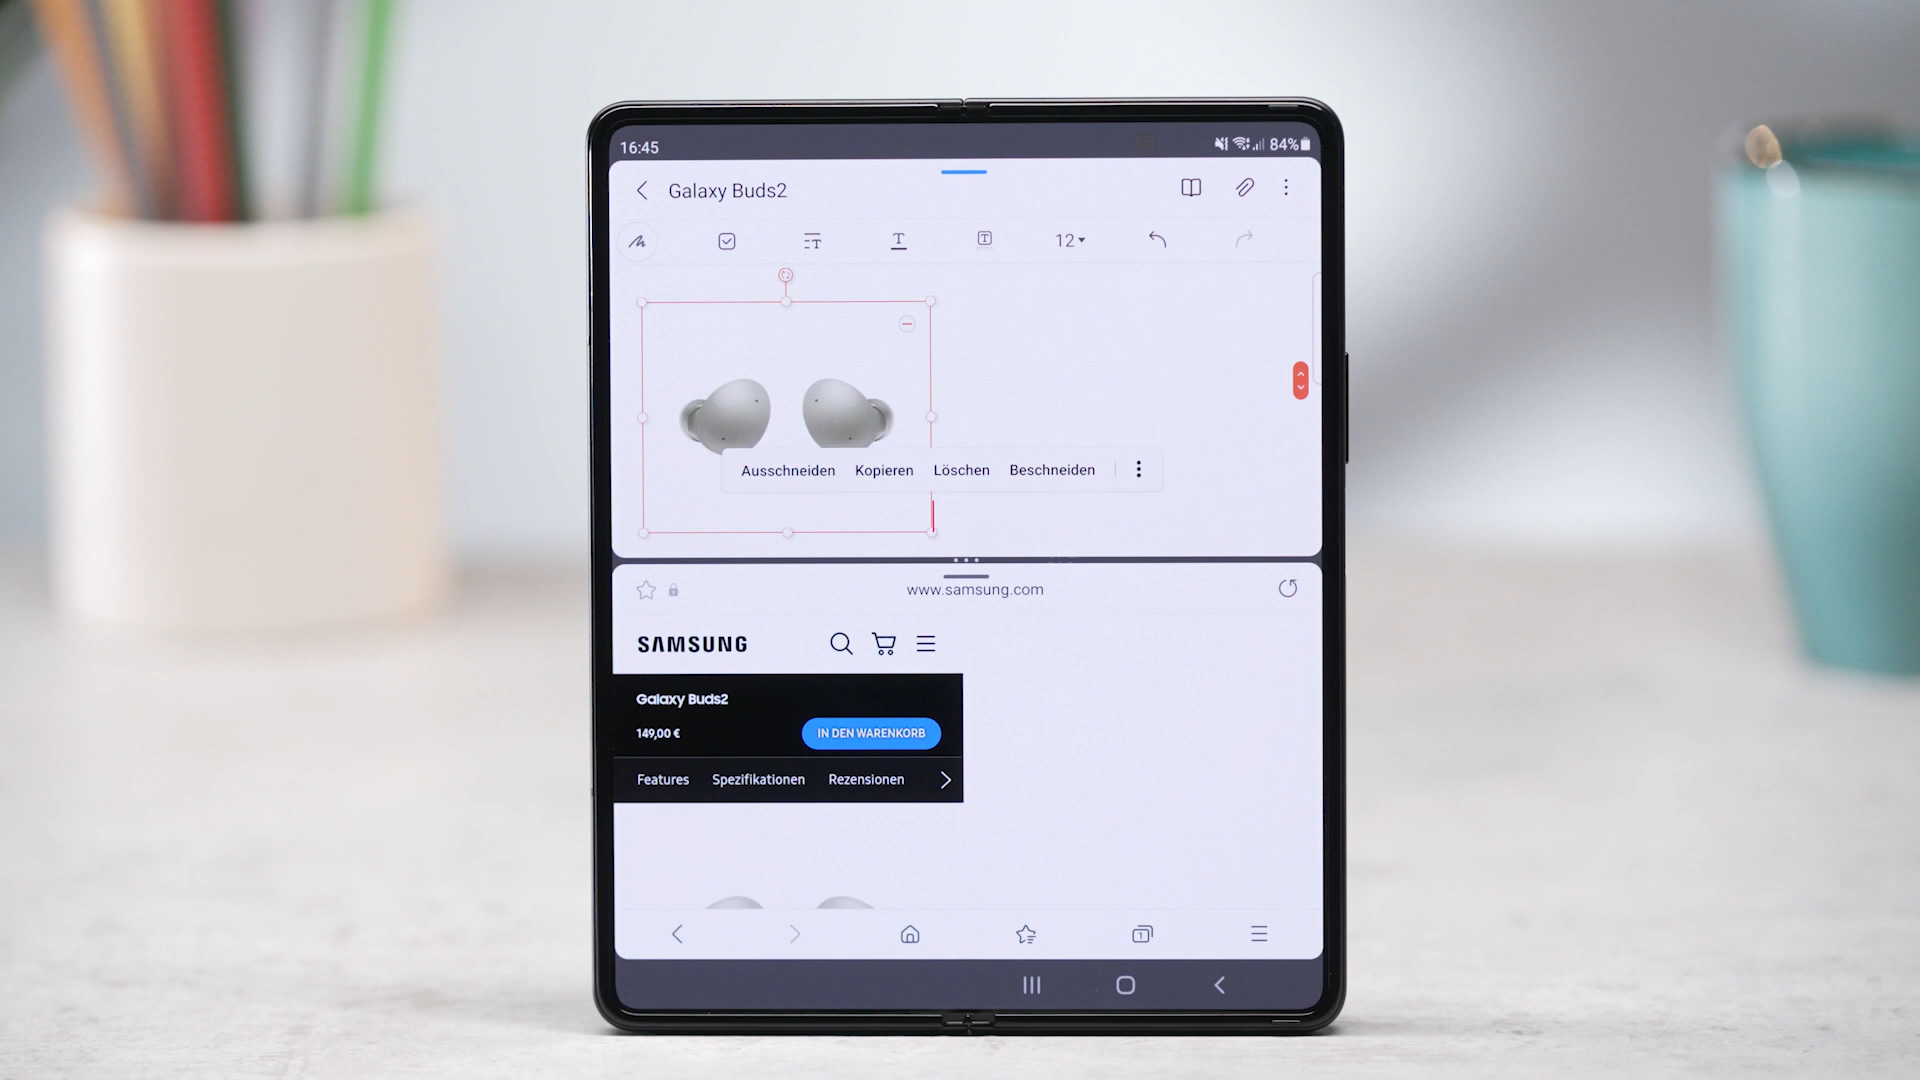 16:45 84%
Galaxy Buds2
T T T 12
Ausschneiden Kopieren Löschen Beschneiden
www.samsung.com
SAMSUNG
Galaxy Buds2
149,00 € IN DEN WARENKORB
Features Spezifikationen Rezensionen
1